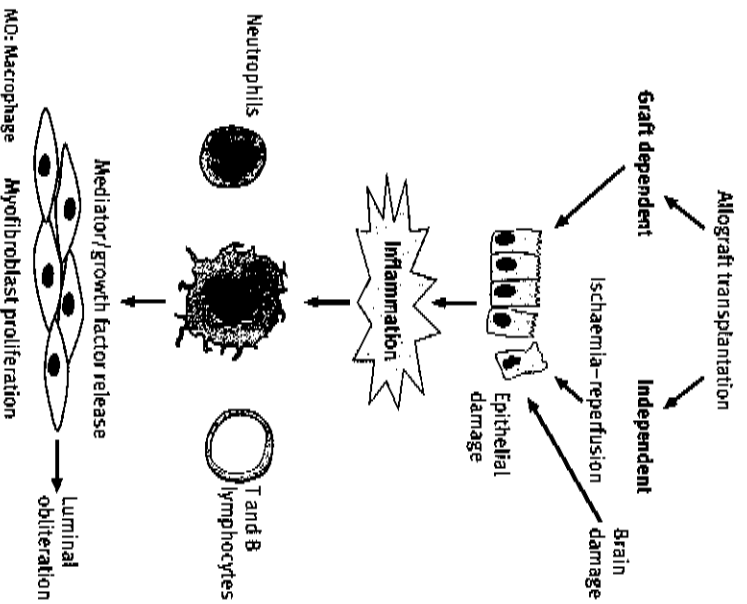 Allograft transplantation
Graft dependent
Independent
Ischaemia–reperfusion
Brain
damage
Epithelial
damage
Inflammation
Neutrophils
T and B
lymphocytes
Mediator/growth factor release
Luminal
obliteration
MO: Macrophage
Myofibroblast proliferation